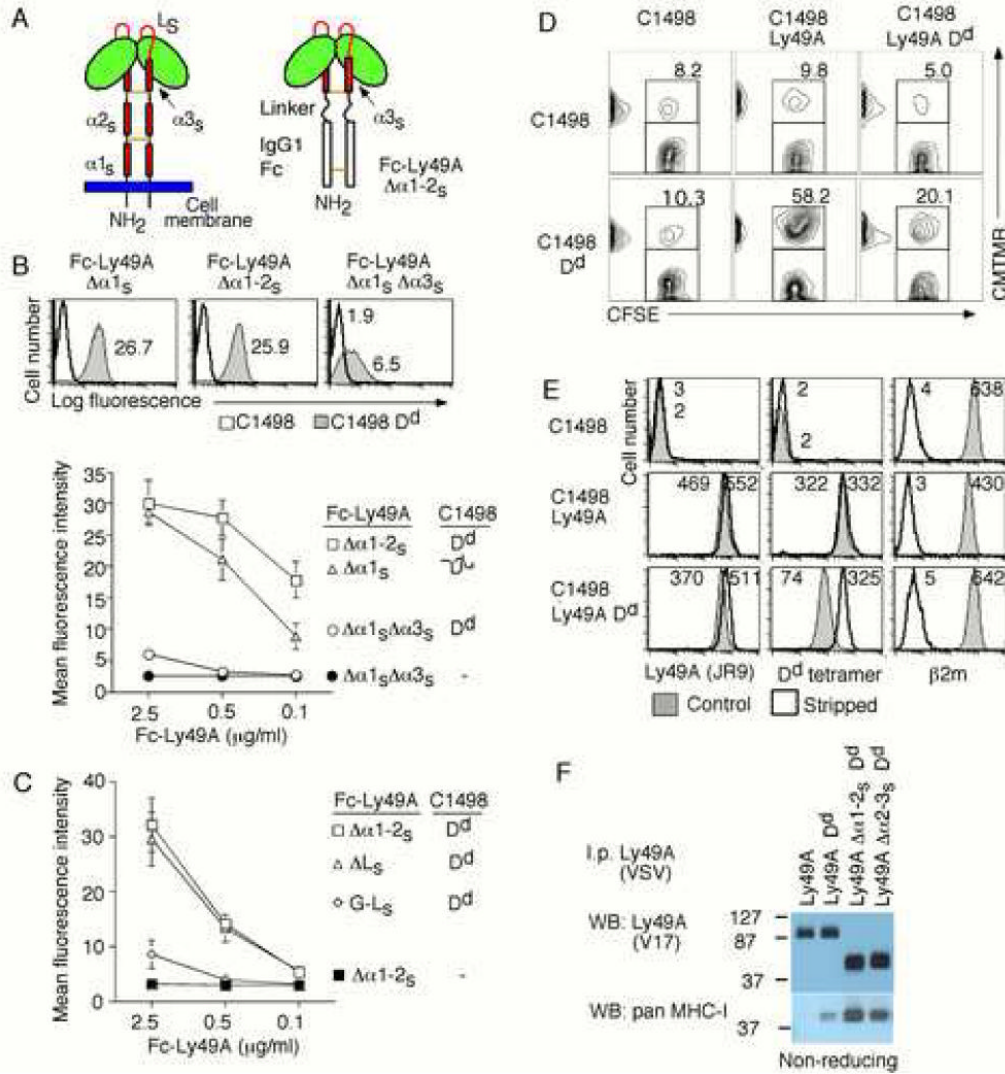 A
L
S
α2S
α3S
α1S
NH2
Cell
membrane
Linker
α3S
IgG1
Fc
Fc-Ly49A
Δα1-2S
NH2
B
Fc-Ly49A
Δα1S
Fc-Ly49A
Δα1-2S
Fc-Ly49A
Δα1S Δα3S
Cell number
26.7
25.9
1.9
6.5
Log fluorescence
C1498
C1498 Dd
Mean fluorescence intensity
35
30
25
20
15
10
5
0
2.5
0.5
0.1
Fc-Ly49A (μg/ml)
Fc-Ly49A
C1498
Δα1-2S
Dd
Δα1S
Δα1SΔα3S
Dd
Δα1SΔα3S
-
C
Mean fluorescence intensity
40
30
20
10
0
2.5
0.5
0.1
Fc-Ly49A (μg/ml)
Fc-Ly49A
C1498
Δα1-2S
Dd
ΔLS
Dd
G-LS
Dd
Δα1-2S
-
D
C1498
C1498
Ly49A
C1498
Ly49A Dd
C1498
8.2
9.8
5.0
C1498
Dd
10.3
58.2
20.1
CFSE
CMTMR
E
Cell number
C1498
3
2
2
2
4
638
C1498
Ly49A
469
552
322
332
3
430
C1498
Ly49A Dd
370
511
74
325
5
642
Ly49A (JR9)
Dd tetramer
β2m
Control
Stripped
F
I.p. Ly49A
(VSV)
Ly49A
Ly49A Dd
Ly49A Δα1-2S Dd
Ly49A Δα2-3S Dd
WB: Ly49A
(V17)
127
87
37
WB: pan MHC-I
37
Non-reducing